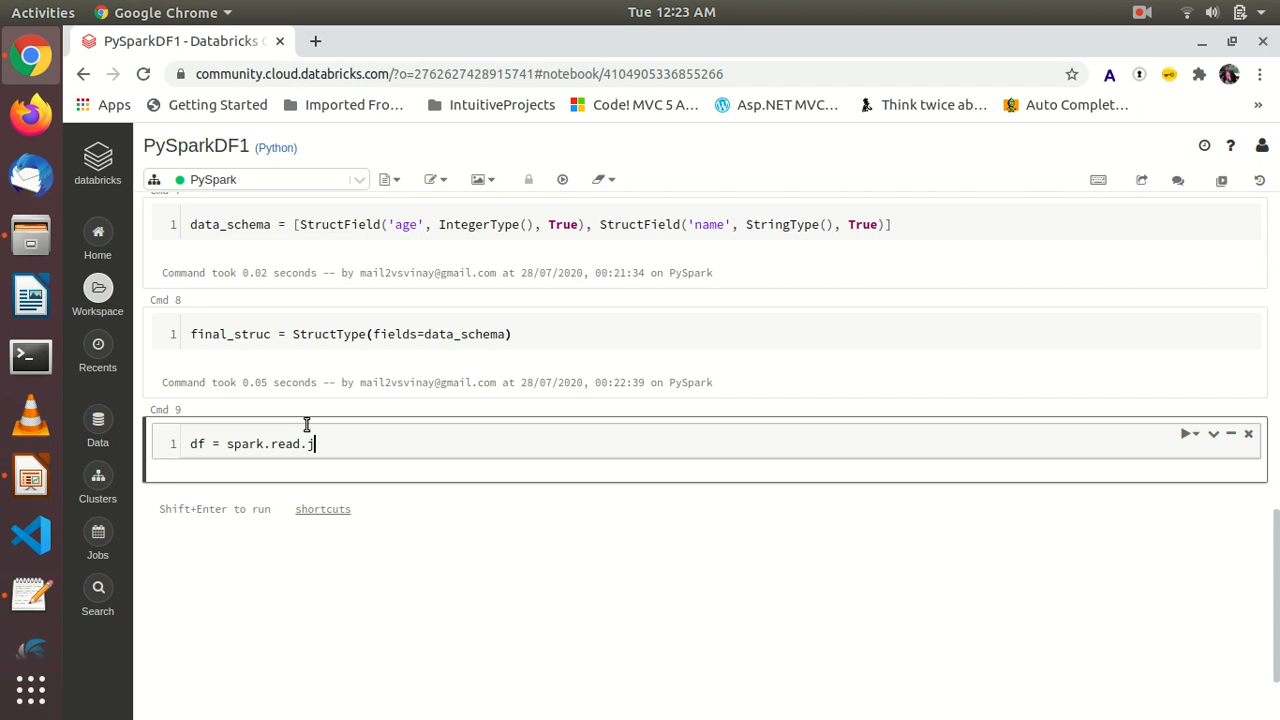 Activities
Google Chrome
Tue 12:23 AM
PySparkDF1 - Databricks C
community.cloud.databricks.com/?o=2762627428915741#notebook/4104905336855266
Apps
Getting Started
Imported Fro...
IntuitiveProjects
Code! MVC 5 A...
Asp.NET MVC...
Think twice ab...
Auto Complet...
»
databricks
Home
Workspace
Recents
Data
Clusters
Jobs
Search
PySparkDF1 (Python)
PySpark
1 data_schema = [StructField('age', IntegerType(), True), StructField('name', StringType(), True)]
Command took 0.02 seconds -- by mail2vsvinay@gmail.com at 28/07/2020, 00:21:34 on PySpark
Cmd 8
1 final_struc = StructType(fields=data_schema)
Command took 0.05 seconds -- by mail2vsvinay@gmail.com at 28/07/2020, 00:22:39 on PySpark
Cmd 9
1 df = spark.read.j
Shift+Enter to run shortcuts